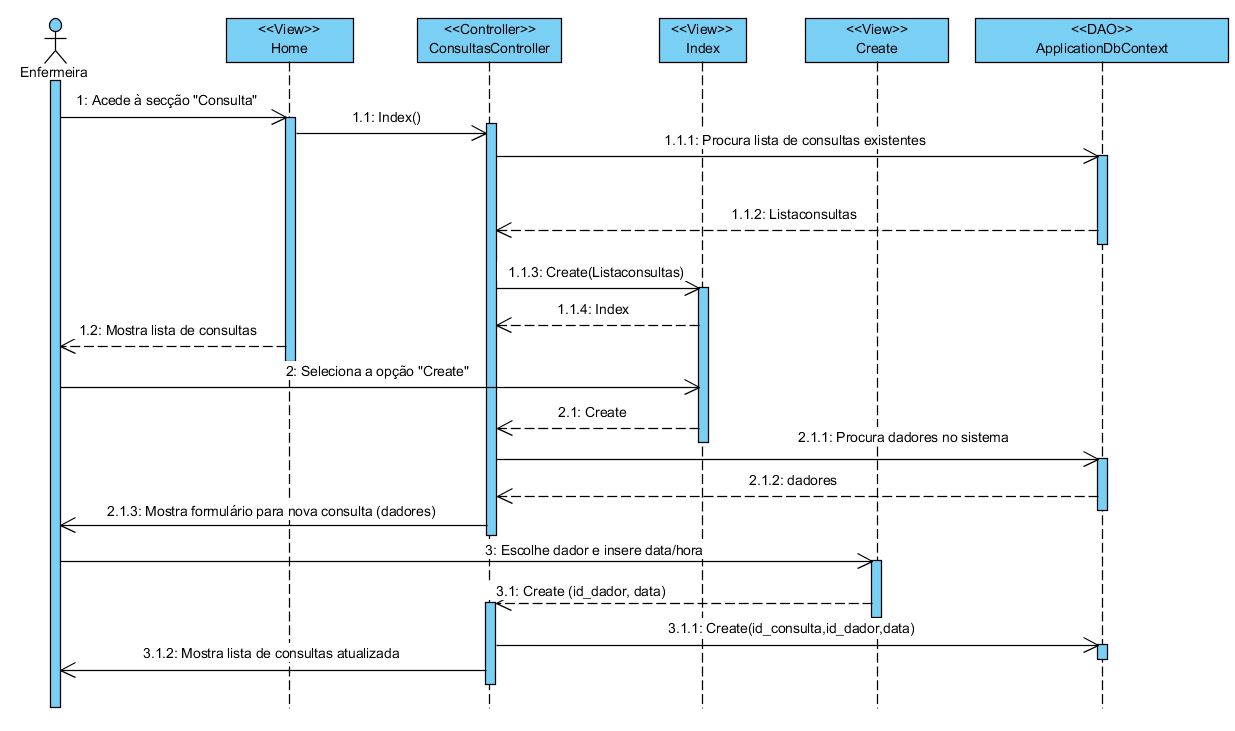 <<View>>
Home
<<Controller>>
ConsultasController
<<View>>
Index
<<View>>
Create
<<DAO>>
ApplicationDbContext
Enfermeira
1: Acede à secção "Consulta"
1.1: Index()
1.1.1: Procura lista de consultas existentes
1.1.2: Listaconsultas
1.1.3: Create(Listaconsultas)
1.1.4: Index
1.2: Mostra lista de consultas
2: Seleciona a opção "Create"
2.1: Create
2.1.1: Procura dadores no sistema
2.1.2: dadores
2.1.3: Mostra formulário para nova consulta (dadores)
3: Escolhe dador e insere data/hora
3.1: Create (id_dador, data)
3.1.1: Create(id_consulta,id_dador,data)
3.1.2: Mostra lista de consultas atualizada